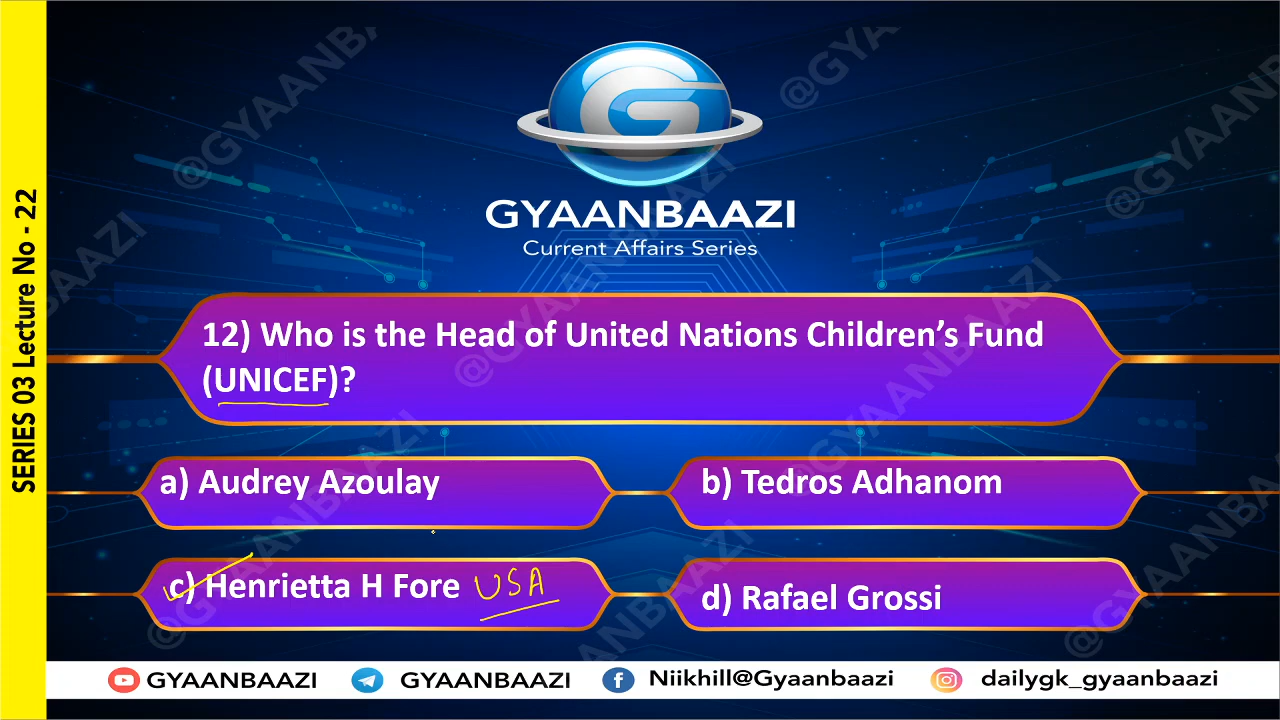 SERIES 03 Lecture No - 22
@GYAANBAAZI
GYAANBAAZI
Current Affairs Series
12) Who is the Head of United Nations Children’s Fund
(UNICEF)?
a) Audrey Azoulay
b) Tedros Adhanom
c) Henrietta H Fore USA
d) Rafael Grossi
GYAANBAAZI
GYAANBAAZI
Niikhill@Gyaanbaazi
dailygk_gyaanbaazi